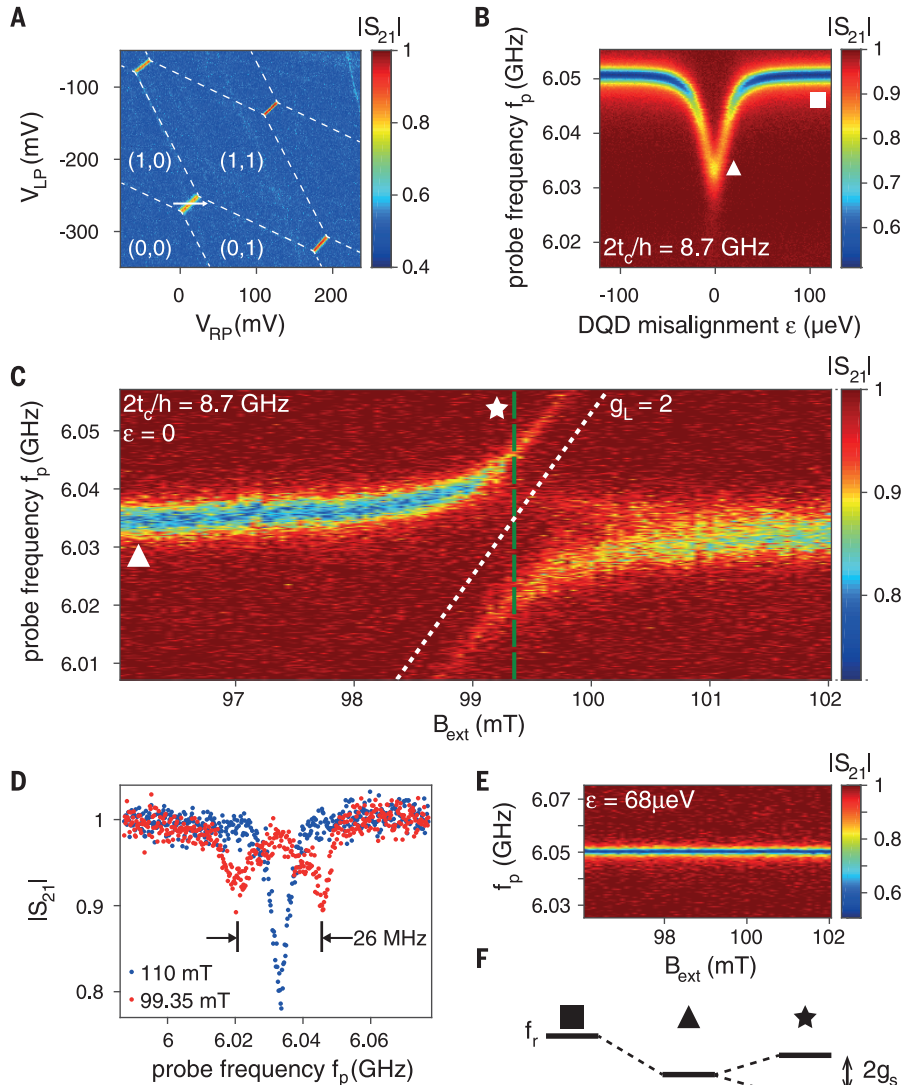 A
|S21|
1
0.8
0.6
0.4
VLP (mV)
-100
-200
-300
(1,0)
(1,1)
(0,0)
(0,1)
0
100
200
VRP (mV)
B
|S21|
1
0.9
0.8
0.7
0.6
probe frequency fp (GHz)
6.05
6.04
6.03
6.02
2tc/h = 8.7 GHz
-100
0
100
DQD misalignment ε (µeV)
C
|S21|
1
0.9
0.8
probe frequency fp (GHz)
6.05
6.04
6.03
6.02
6.01
2tc/h = 8.7 GHz
ε = 0
gL = 2
97
98
99
100
101
102
Bext (mT)
D
|S21|
1
0.9
0.8
26 MHz
110 mT
99.35 mT
6
6.02
6.04
6.06
probe frequency fp (GHz)
E
|S21|
1
0.9
0.8
0.7
0.6
fp (GHz)
6.07
6.05
6.03
ε = 68µeV
98
100
102
Bext (mT)
F
fr
2gs